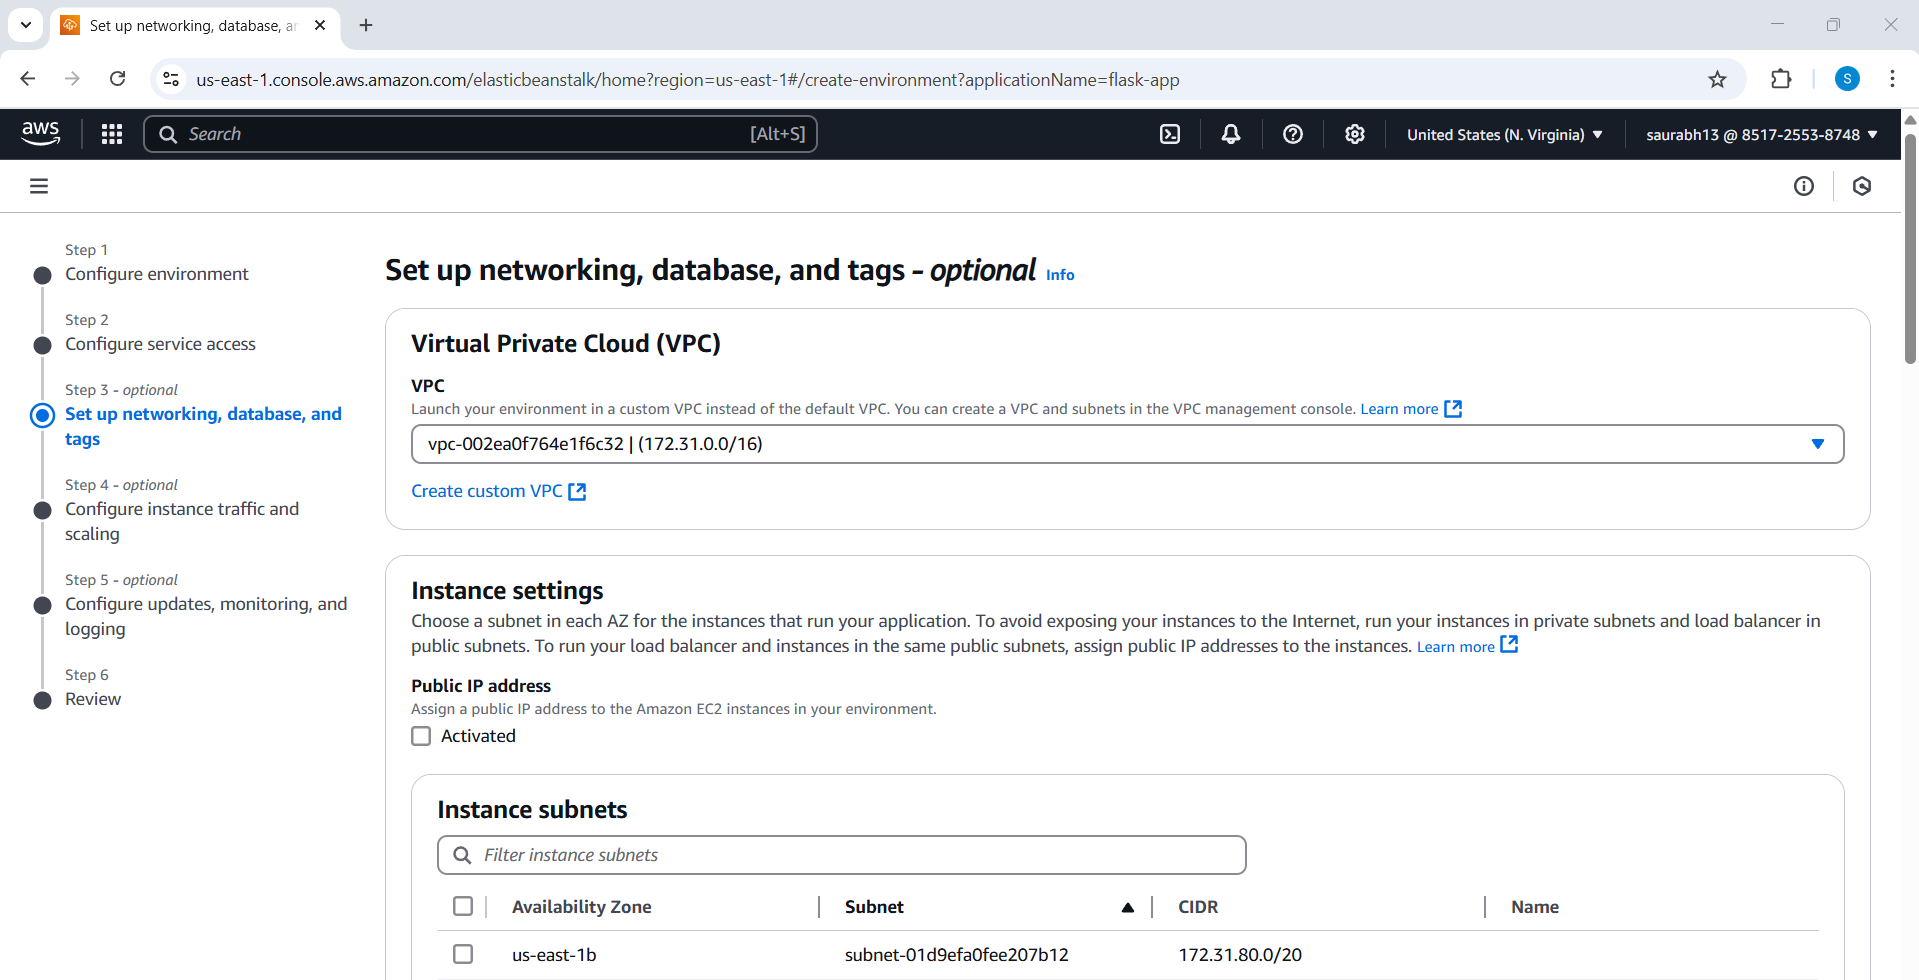 Set up networking, database, ar
us-east-1.console.aws.amazon.com/elasticbeanstalk/home?region=us-east-1#/create-environment?applicationName=flask-app
S
aws
Search
[Alt+S]
United States (N. Virginia)
saurabh13 @ 8517-2553-8748
Step 1
Configure environment
Step 2
Configure service access
Step 3 - optional
Set up networking, database, and
tags
Step 4 - optional
Configure instance traffic and
scaling
Step 5 - optional
Configure updates, monitoring, and
logging
Step 6
Review
Set up networking, database, and tags - optional Info
Virtual Private Cloud (VPC)
VPC
Launch your environment in a custom VPC instead of the default VPC. You can create a VPC and subnets in the VPC management console. Learn more
vpc-002ea0f764e1f6c32 | (172.31.0.0/16)
Create custom VPC
Instance settings
Choose a subnet in each AZ for the instances that run your application. To avoid exposing your instances to the Internet, run your instances in private subnets and load balancer in
public subnets. To run your load balancer and instances in the same public subnets, assign public IP addresses to the instances. Learn more
Public IP address
Assign a public IP address to the Amazon EC2 instances in your environment.
Activated
Instance subnets
Filter instance subnets
Availability Zone
Subnet
CIDR
Name
us-east-1b
subnet-01d9efa0fee207b12
172.31.80.0/20